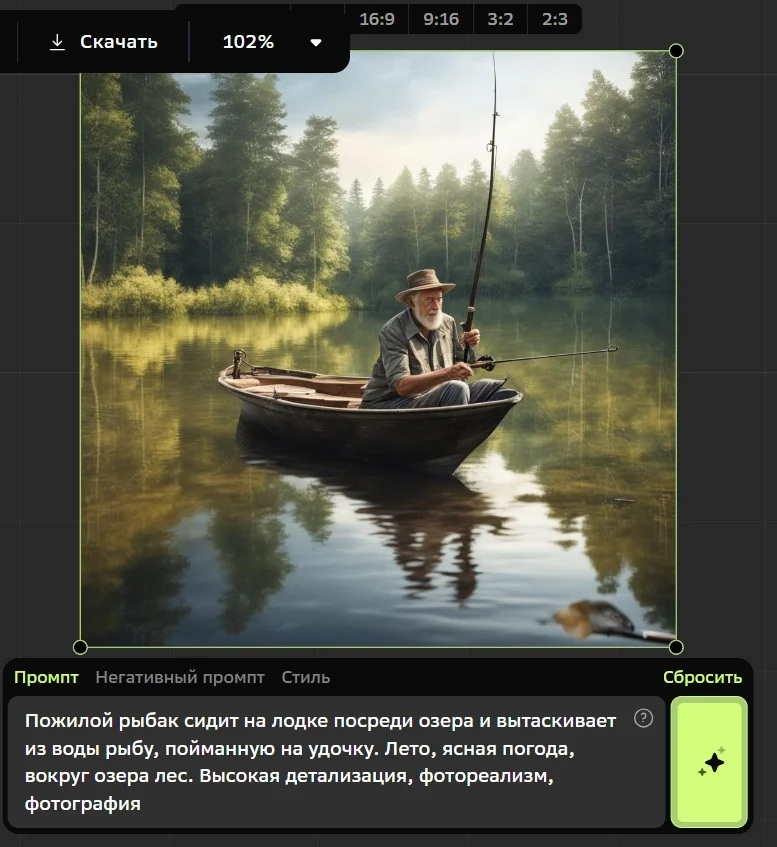 16:9 9:16 3:2 2:3
Скачать 102%
Промпт Негативный промпт Стиль Сбросить
Пожилой рыбак сидит на лодке посреди озера и вытаскивает
из воды рыбу, пойманную на удочку. Лето, ясная погода,
вокруг озера лес. Высокая детализация, фотореализм,
фотография
?